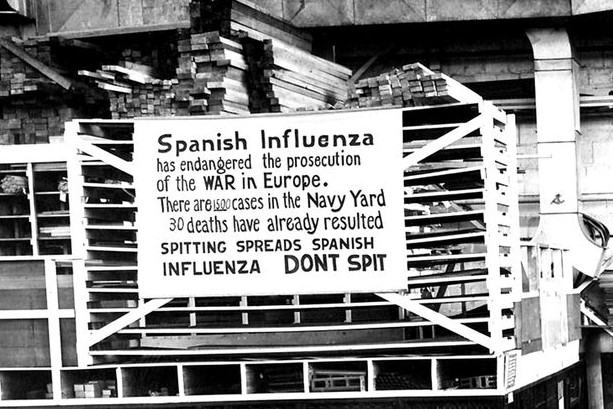 Spanish Influenza
has endangered the prosecution
of the WAR in Europe.
There are 1500 cases in the Navy Yard
30 deaths have already resulted
SPITTING SPREADS SPANISH
INFLUENZA DONT SPIT